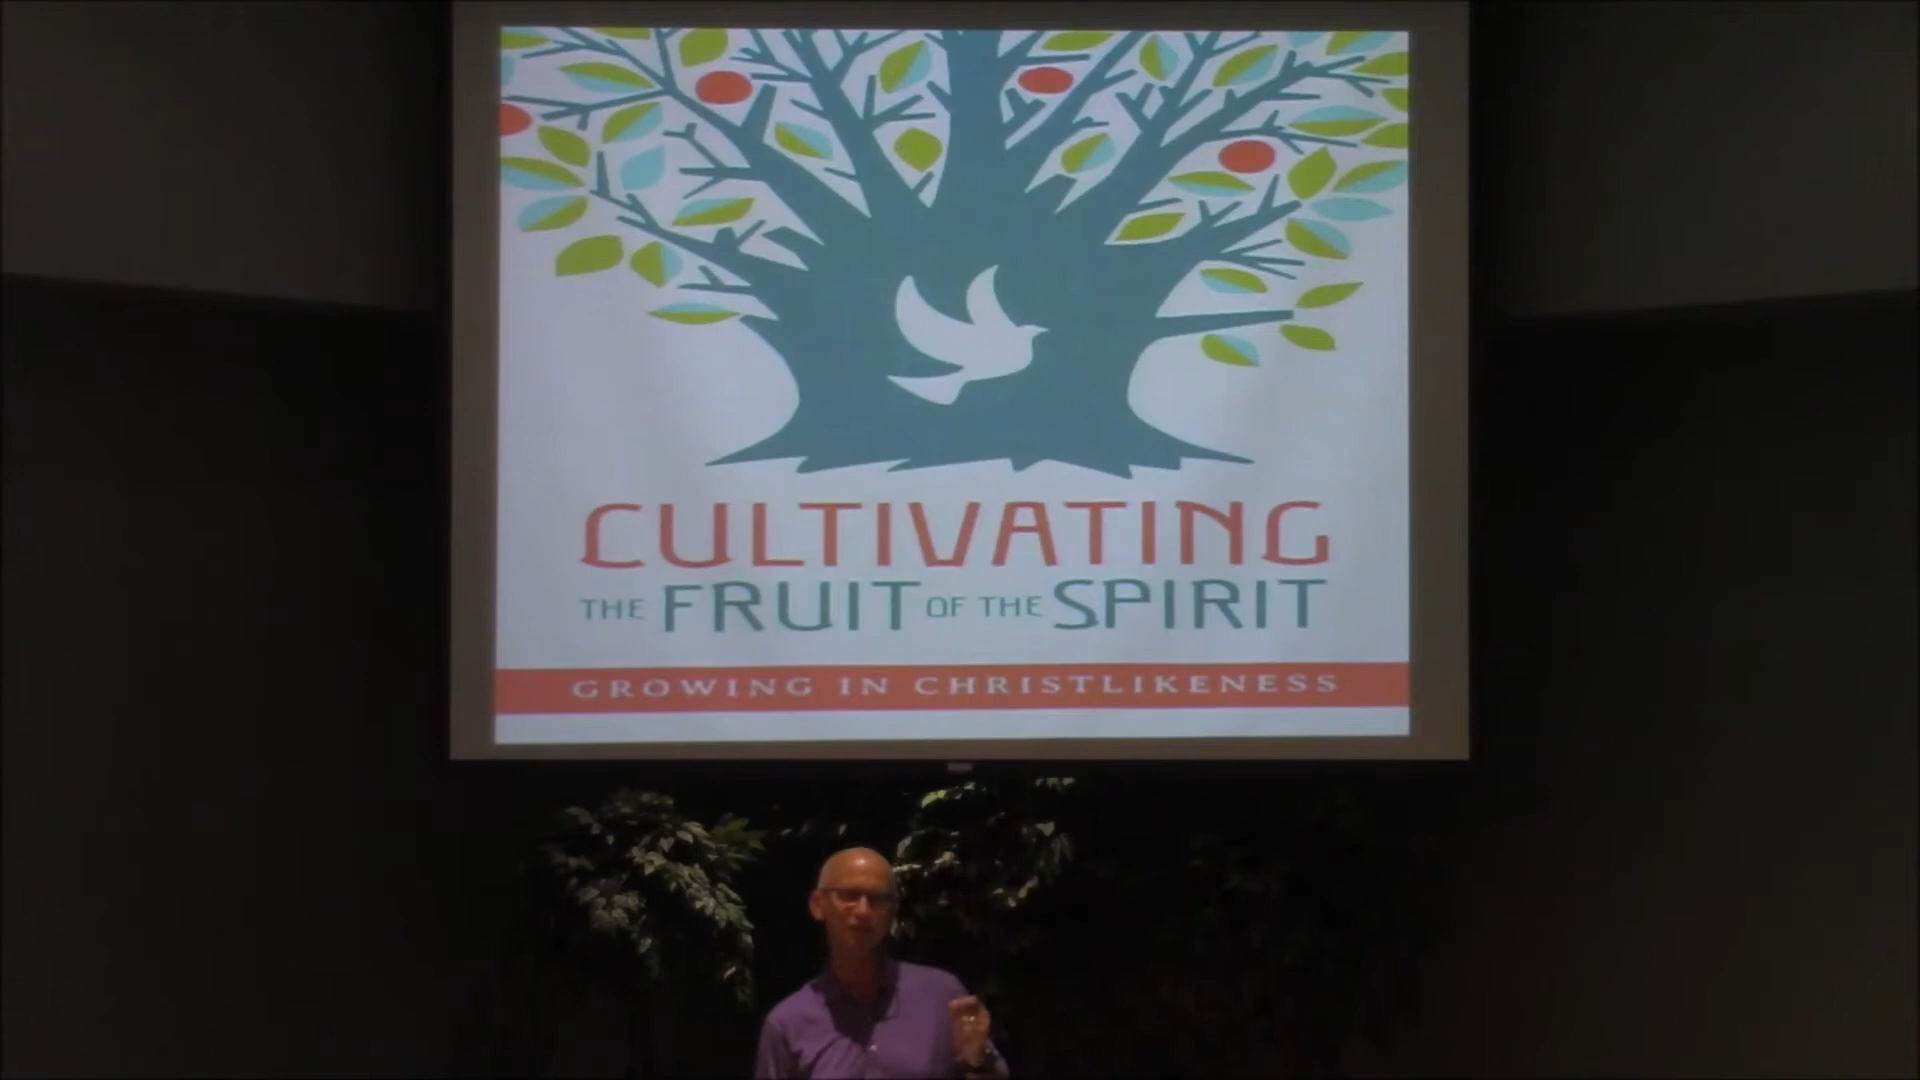 CULTIVATING
THE FRUIT OF THE SPIRIT
GROWING IN CHRISTLIKENESS